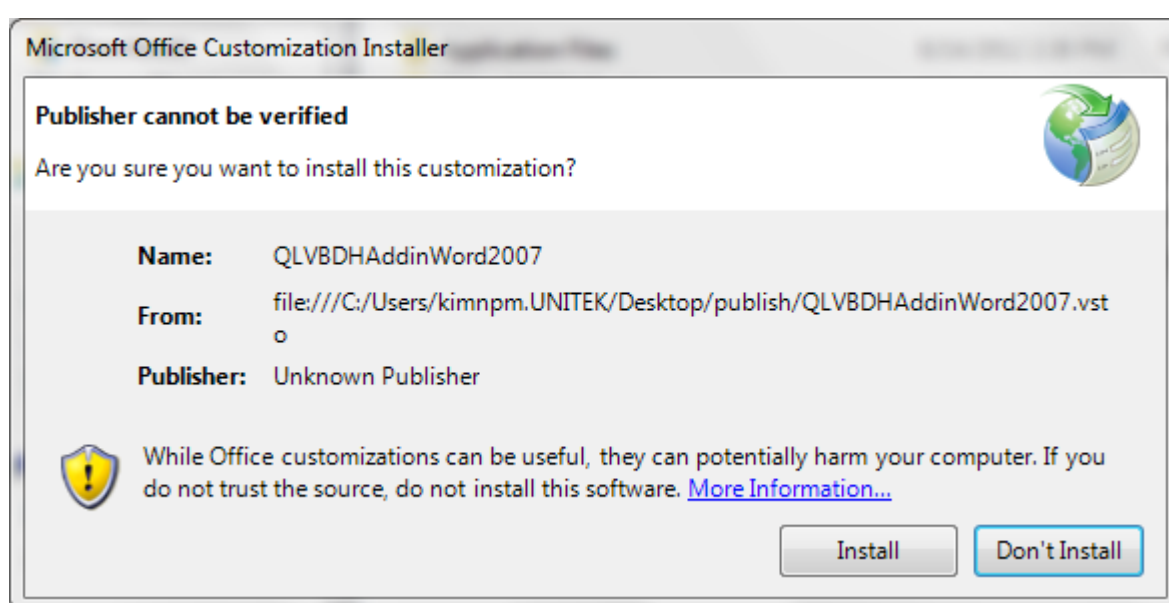 Microsoft Office Customization Installer
Publisher cannot be verified
Are you sure you want to install this customization?
Name: QLVBDHAddinWord2007
From: file:///C:/Users/kimnpm.UNITEK/Desktop/publish/QLVBDHAddinWord2007.vst
o
Publisher: Unknown Publisher
While Office customizations can be useful, they can potentially harm your computer. If you
do not trust the source, do not install this software. More Information...
Install Don't Install